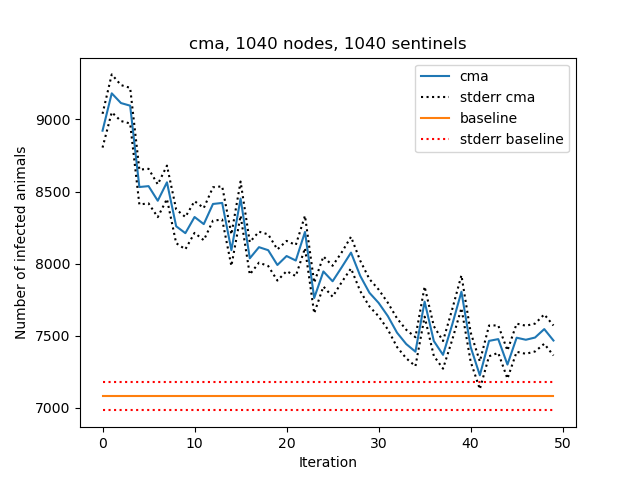 cma, 1040 nodes, 1040 sentinels
cma
stderr cma
baseline
stderr baseline
Number of infected animals
9000
8500
8000
7500
7000
0 10 20 30 40 50
Iteration